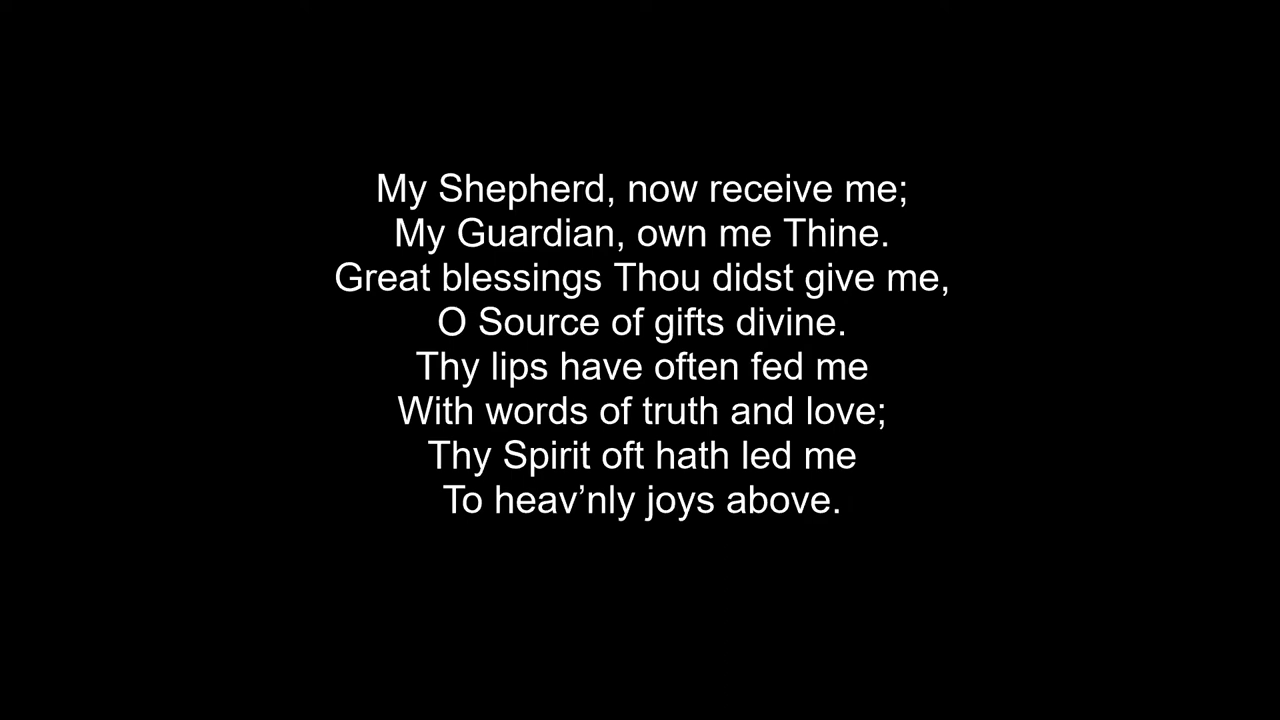 My Shepherd, now receive me;
My Guardian, own me Thine.
Great blessings Thou didst give me,
O Source of gifts divine.
Thy lips have often fed me
With words of truth and love;
Thy Spirit oft hath led me
To heav’nly joys above.